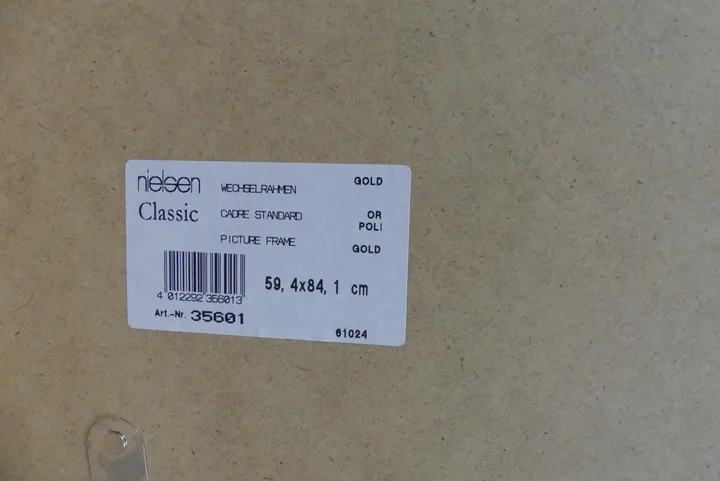 nielsen
Classic
WECHSELRAHMEN GOLD
CADRE STANDARD OR
POLI
PICTURE FRAME GOLD
59,4x84,1 cm
4 012292 356013
Art.-Nr. 35601
61024